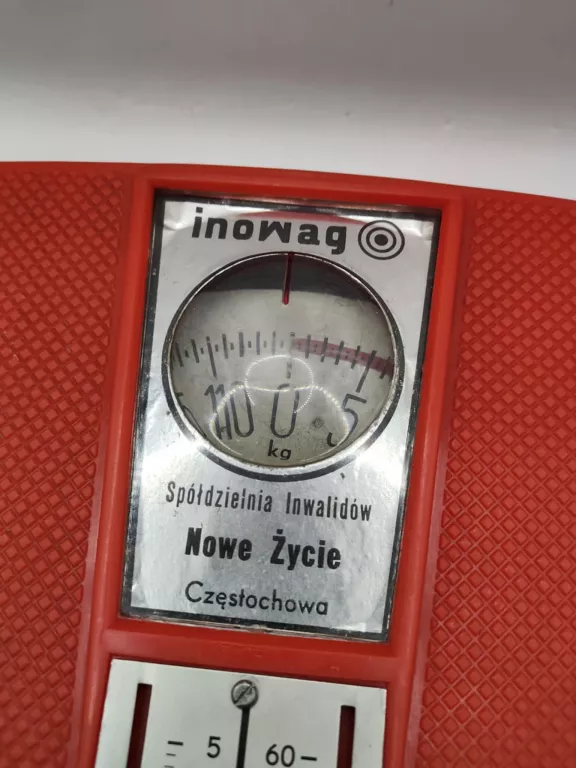 inowag
110 0 5
kg
Spółdzielnia Inwalidów
Nowe Życie
Częstochowa
5 60